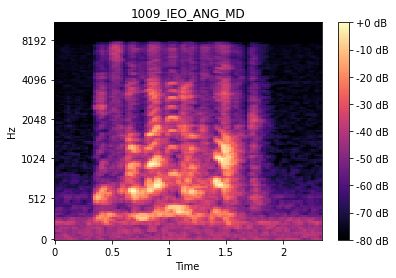 1009_IEO_ANG_MD
+0 dB
8192
-10 dB
4096
-20 dB
-30 dB
2048
-40 dB
Hz
1024
-50 dB
512
-60 dB
-70 dB
0
-80 dB
0 0.5 1 1.5 2
Time